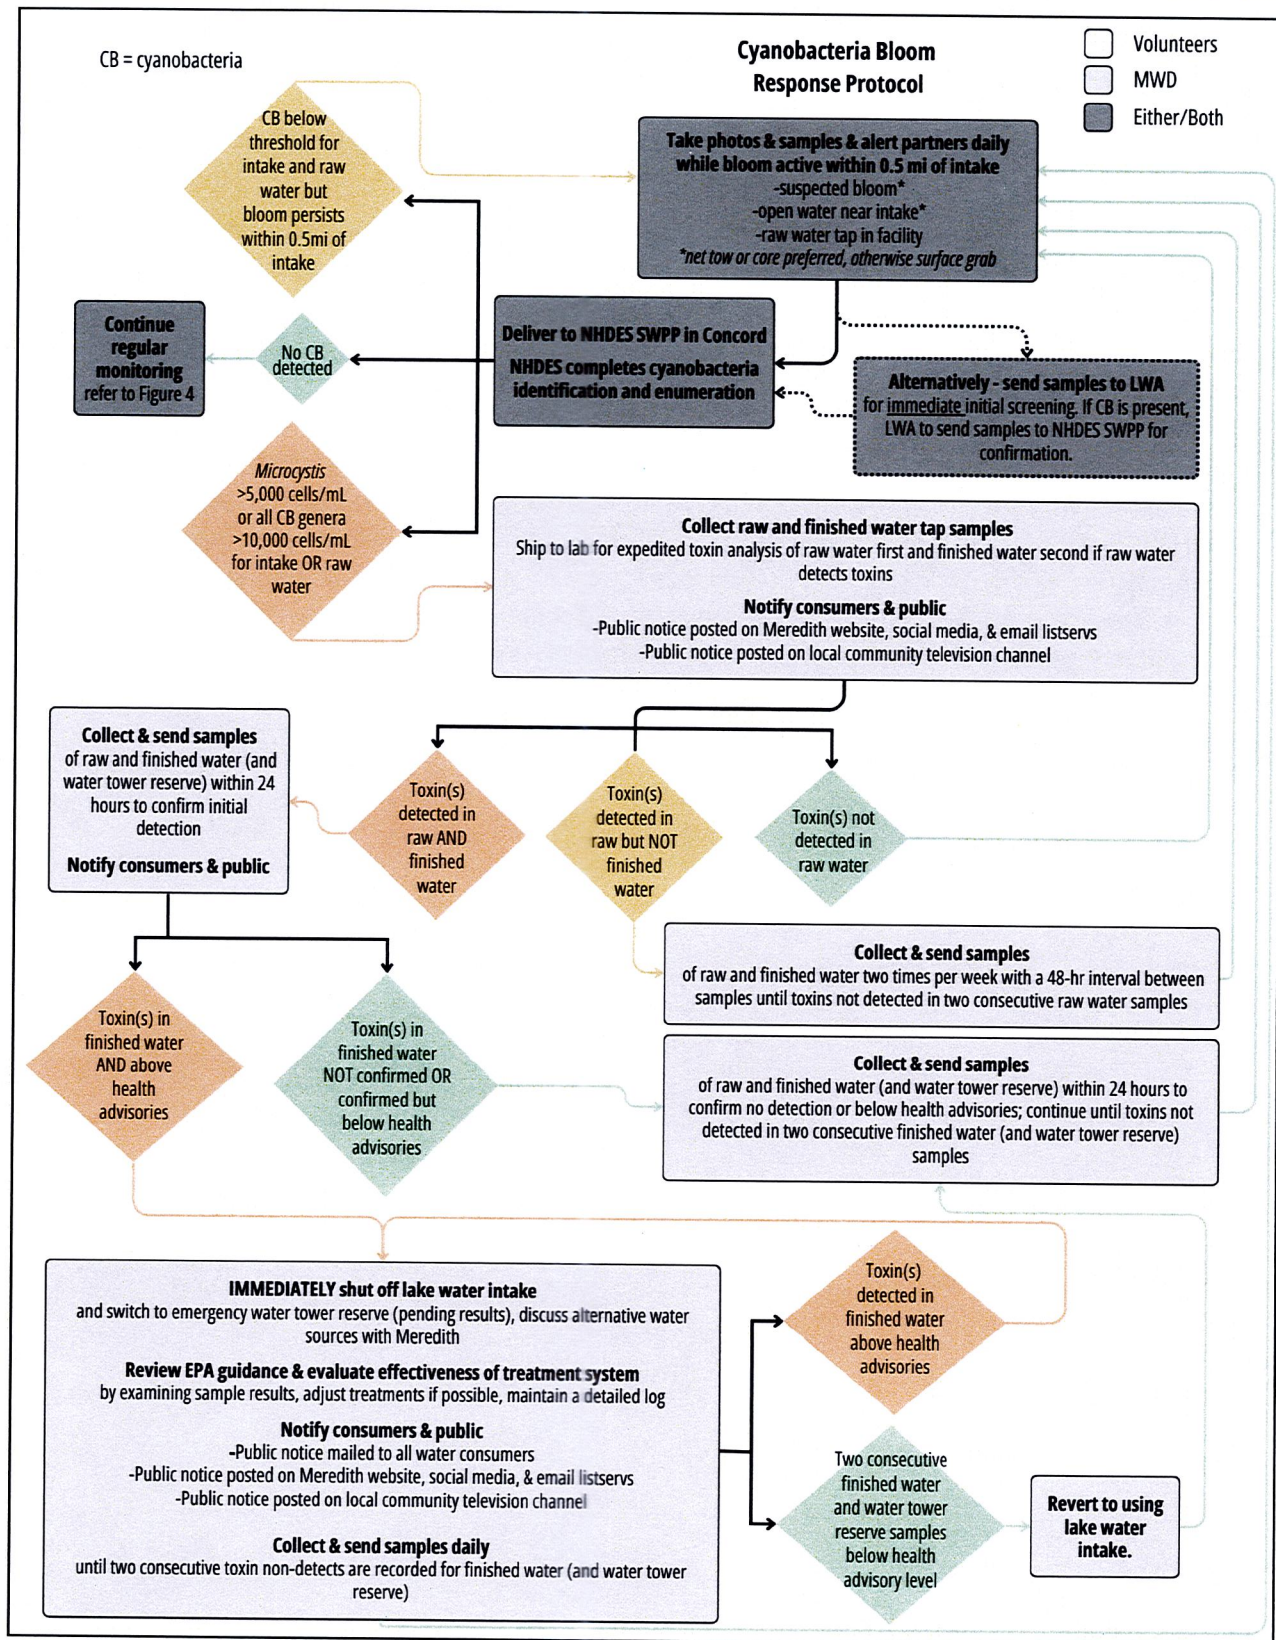 CB = cyanobacteria
Cyanobacteria Bloom
Response Protocol
Volunteers
MWD
Either/Both
CB below
threshold for
intake and raw
water but
bloom persists
within 0.5mi of
intake
Take photos & samples & alert partners daily
while bloom active within 0.5 mi of intake
-suspected bloom*
-open water near intake*
-raw water tap in facility
*net tow or core preferred, otherwise surface grab
Continue
regular
monitoring
refer to Figure 4
No CB
detected
Deliver to NHDES SWPP in Concord
NHDES completes cyanobacteria
identification and enumeration
Alternatively - send samples to LWA
for immediate initial screening. If CB is present,
LWA to send samples to NHDES SWPP for
confirmation.
Microcystis
>5,000 cells/mL
or all CB genera
>10,000 cells/mL
for intake OR raw
water
Collect raw and finished water tap samples
Ship to lab for expedited toxin analysis of raw water first and finished water second if raw water
detects toxins
Notify consumers & public
-Public notice posted on Meredith website, social media, & email listservs
-Public notice posted on local community television channel
Collect & send samples
of raw and finished water (and
water tower reserve) within 24
hours to confirm initial
detection
Notify consumers & public
Toxin(s)
detected in
raw AND
finished
water
Toxin(s)
detected in
raw but NOT
finished
water
Toxin(s) not
detected in
raw water
Collect & send samples
of raw and finished water two times per week with a 48-hr interval between
samples until toxins not detected in two consecutive raw water samples
Toxin(s) in
finished water
AND above
health
advisories
Toxin(s) in
finished water
NOT confirmed OR
confirmed but
below health
advisories
Collect & send samples
of raw and finished water (and water tower reserve) within 24 hours to
confirm no detection or below health advisories; continue until toxins not
detected in two consecutive finished water (and water tower reserve)
samples
IMMEDIATELY shut off lake water intake
and switch to emergency water tower reserve (pending results), discuss alternative water
sources with Meredith
Review EPA guidance & evaluate effectiveness of treatment system
by examining sample results, adjust treatments if possible, maintain a detailed log
Notify consumers & public
-Public notice mailed to all water consumers
-Public notice posted on Meredith website, social media, & email listservs
-Public notice posted on local community television channel
Collect & send samples daily
until two consecutive toxin non-detects are recorded for finished water (and water tower
reserve)
Toxin(s)
detected in
finished water
above health
advisories
Two consecutive
finished water
and water tower
reserve samples
below health
advisory level
Revert to using
lake water
intake.